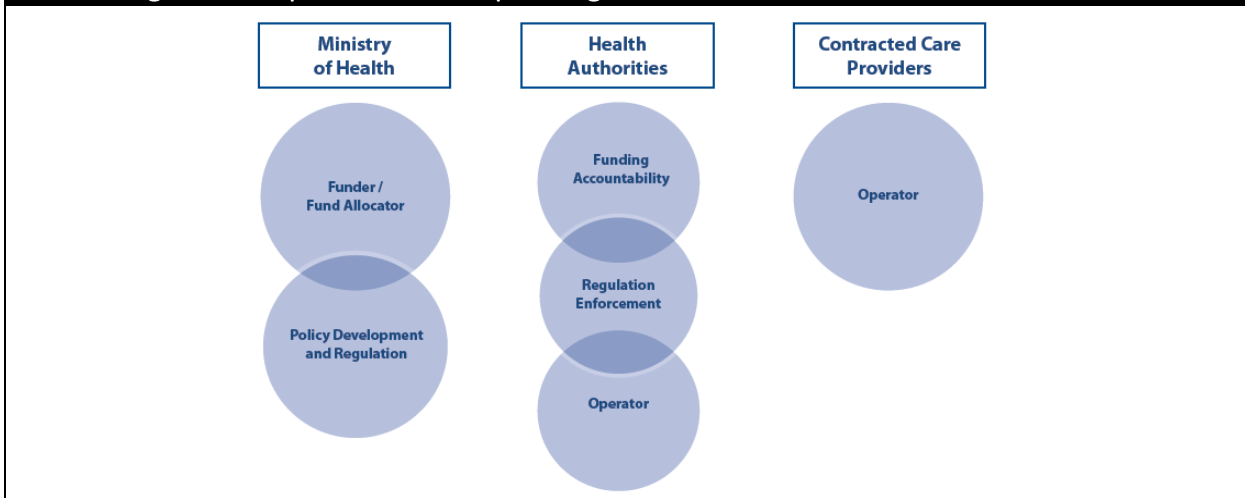 Ministry
of Health
Funder /
Fund Allocator
Policy Development
and Regulation
Health
Authorities
Funding
Accountability
Regulation
Enforcement
Operator
Contracted Care
Providers
Operator